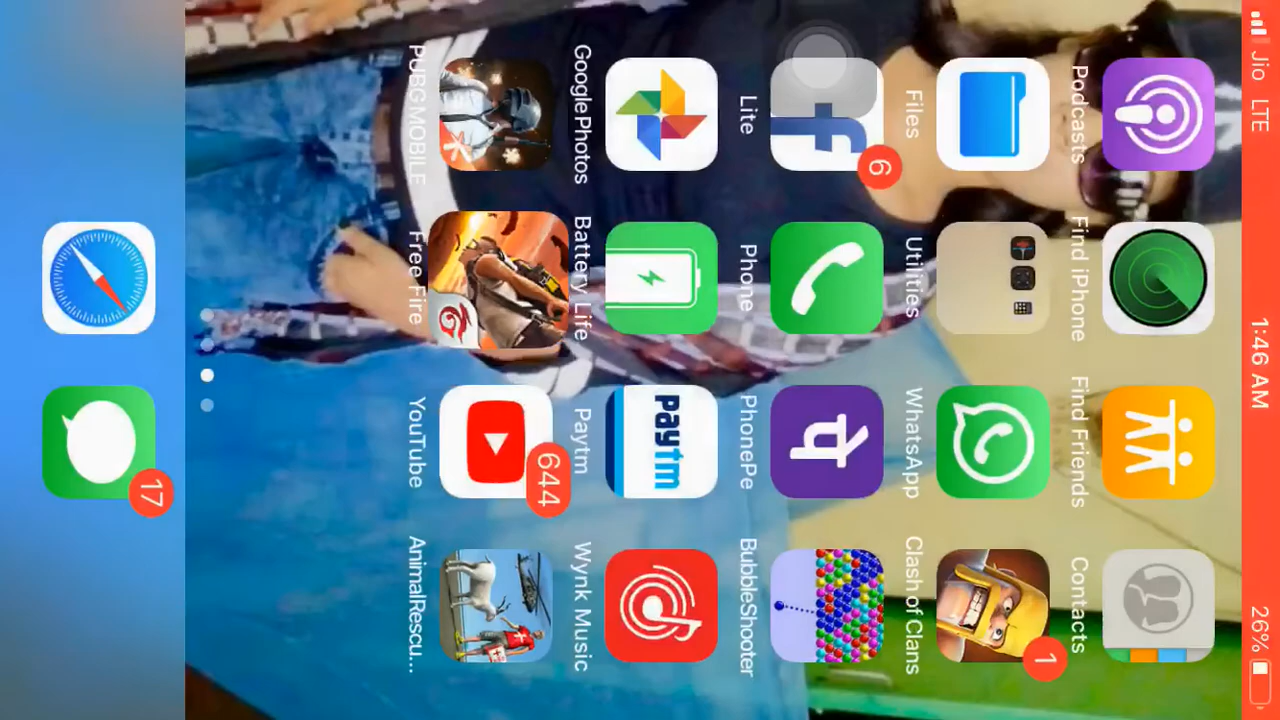 Jio LTE 1:46 AM 26%
Podcasts Find iPhone Find Friends Contacts
1
Files Utilities WhatsApp Clash of Clans
6
Lite Phone PhonePe BubbleShooter
Paytm
644
Google Photos Battery Life Paytm Wynk Music
PUBG MOBILE Free Fire YouTube AnimalRescu...
17